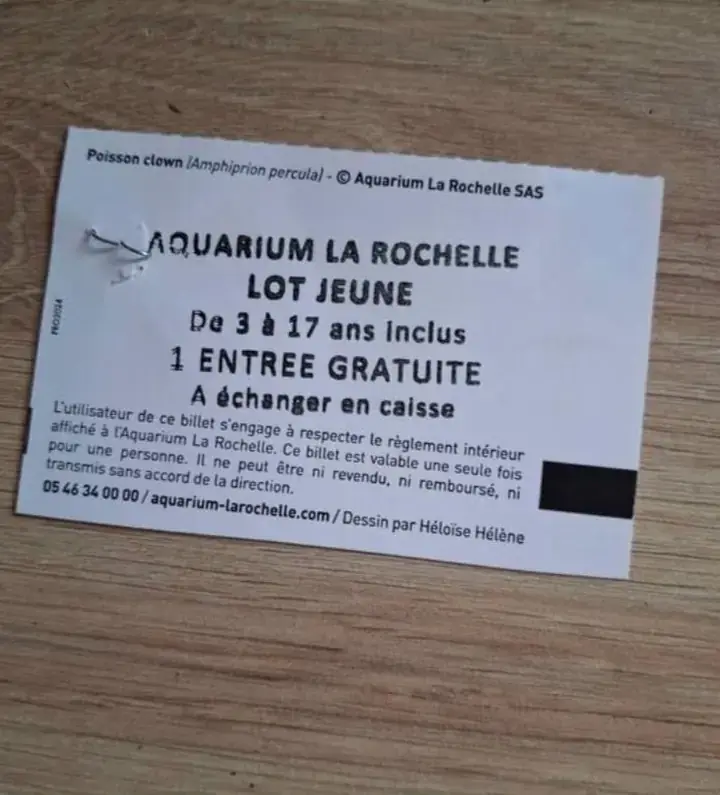 Poisson clown (Amphiprion percula) - © Aquarium La Rochelle SAS
AQUARIUM LA ROCHELLE
LOT JEUNE
De 3 à 17 ans inclus
1 ENTREE GRATUITE
A échanger en caisse
L'utilisateur de ce billet s'engage à respecter le règlement intérieur
affiché à l'Aquarium La Rochelle. Ce billet est valable une seule fois
pour une personne. Il ne peut être ni revendu, ni remboursé, ni
transmis sans accord de la direction.
05 46 34 00 00 / aquarium-larochelle.com / Dessin par Héloïse Hélène